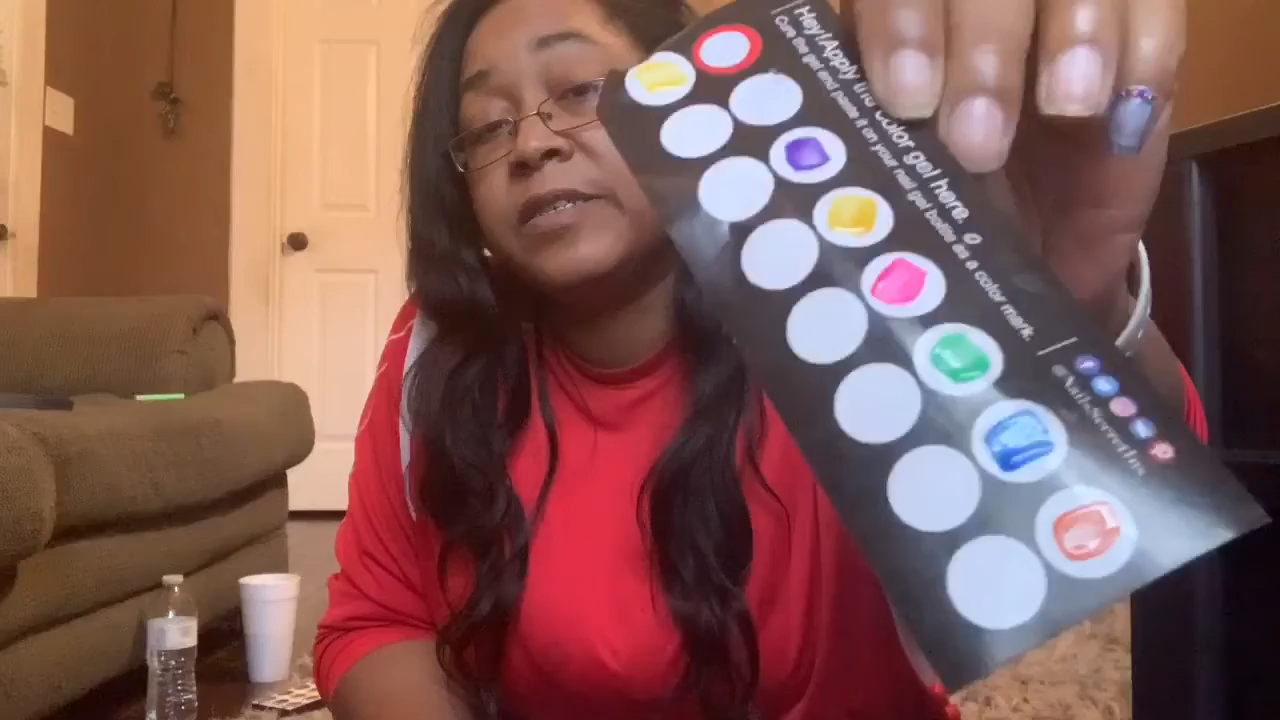 Hey! Apply the color gel here.
Cure the gel and paste it on your nail gel bottle as a color mark.